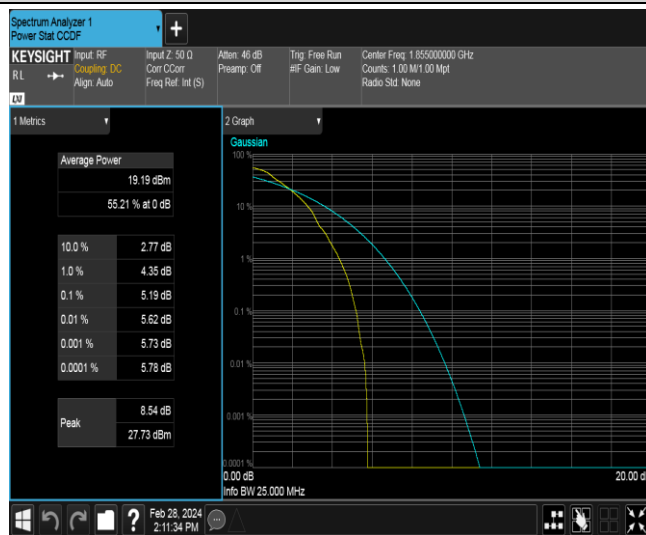 Spectrum Analyzer 1
Power Stat CCDF
+
KEYSIGHT
RL
LXI
Input: RF
Coupling: DC
Align: Auto
Input Z: 50 Ω
Corr CCorr
Freq Ref: Int (S)
Atten: 46 dB
Preamp: Off
Trig: Free Run
#IF Gain: Low
Center Freq: 1.855000000 GHz
Counts: 1.00 M/1.00 Mpt
Radio Std: None
1 Metrics
Average Power
19.19 dBm
55.21 % at 0 dB
10.0 % 2.77 dB
1.0 % 4.35 dB
0.1 % 5.19 dB
0.01 % 5.62 dB
0.001 % 5.73 dB
0.0001 % 5.78 dB
Peak
8.54 dB
27.73 dBm
2 Graph
Gaussian
100 %
10 %
1 %
0.1 %
0.01 %
0.001 %
0.0001 %
0.00 dB
20.00 d
Info BW 25.000 MHz
?
Feb 28, 2024
2:11:34 PM